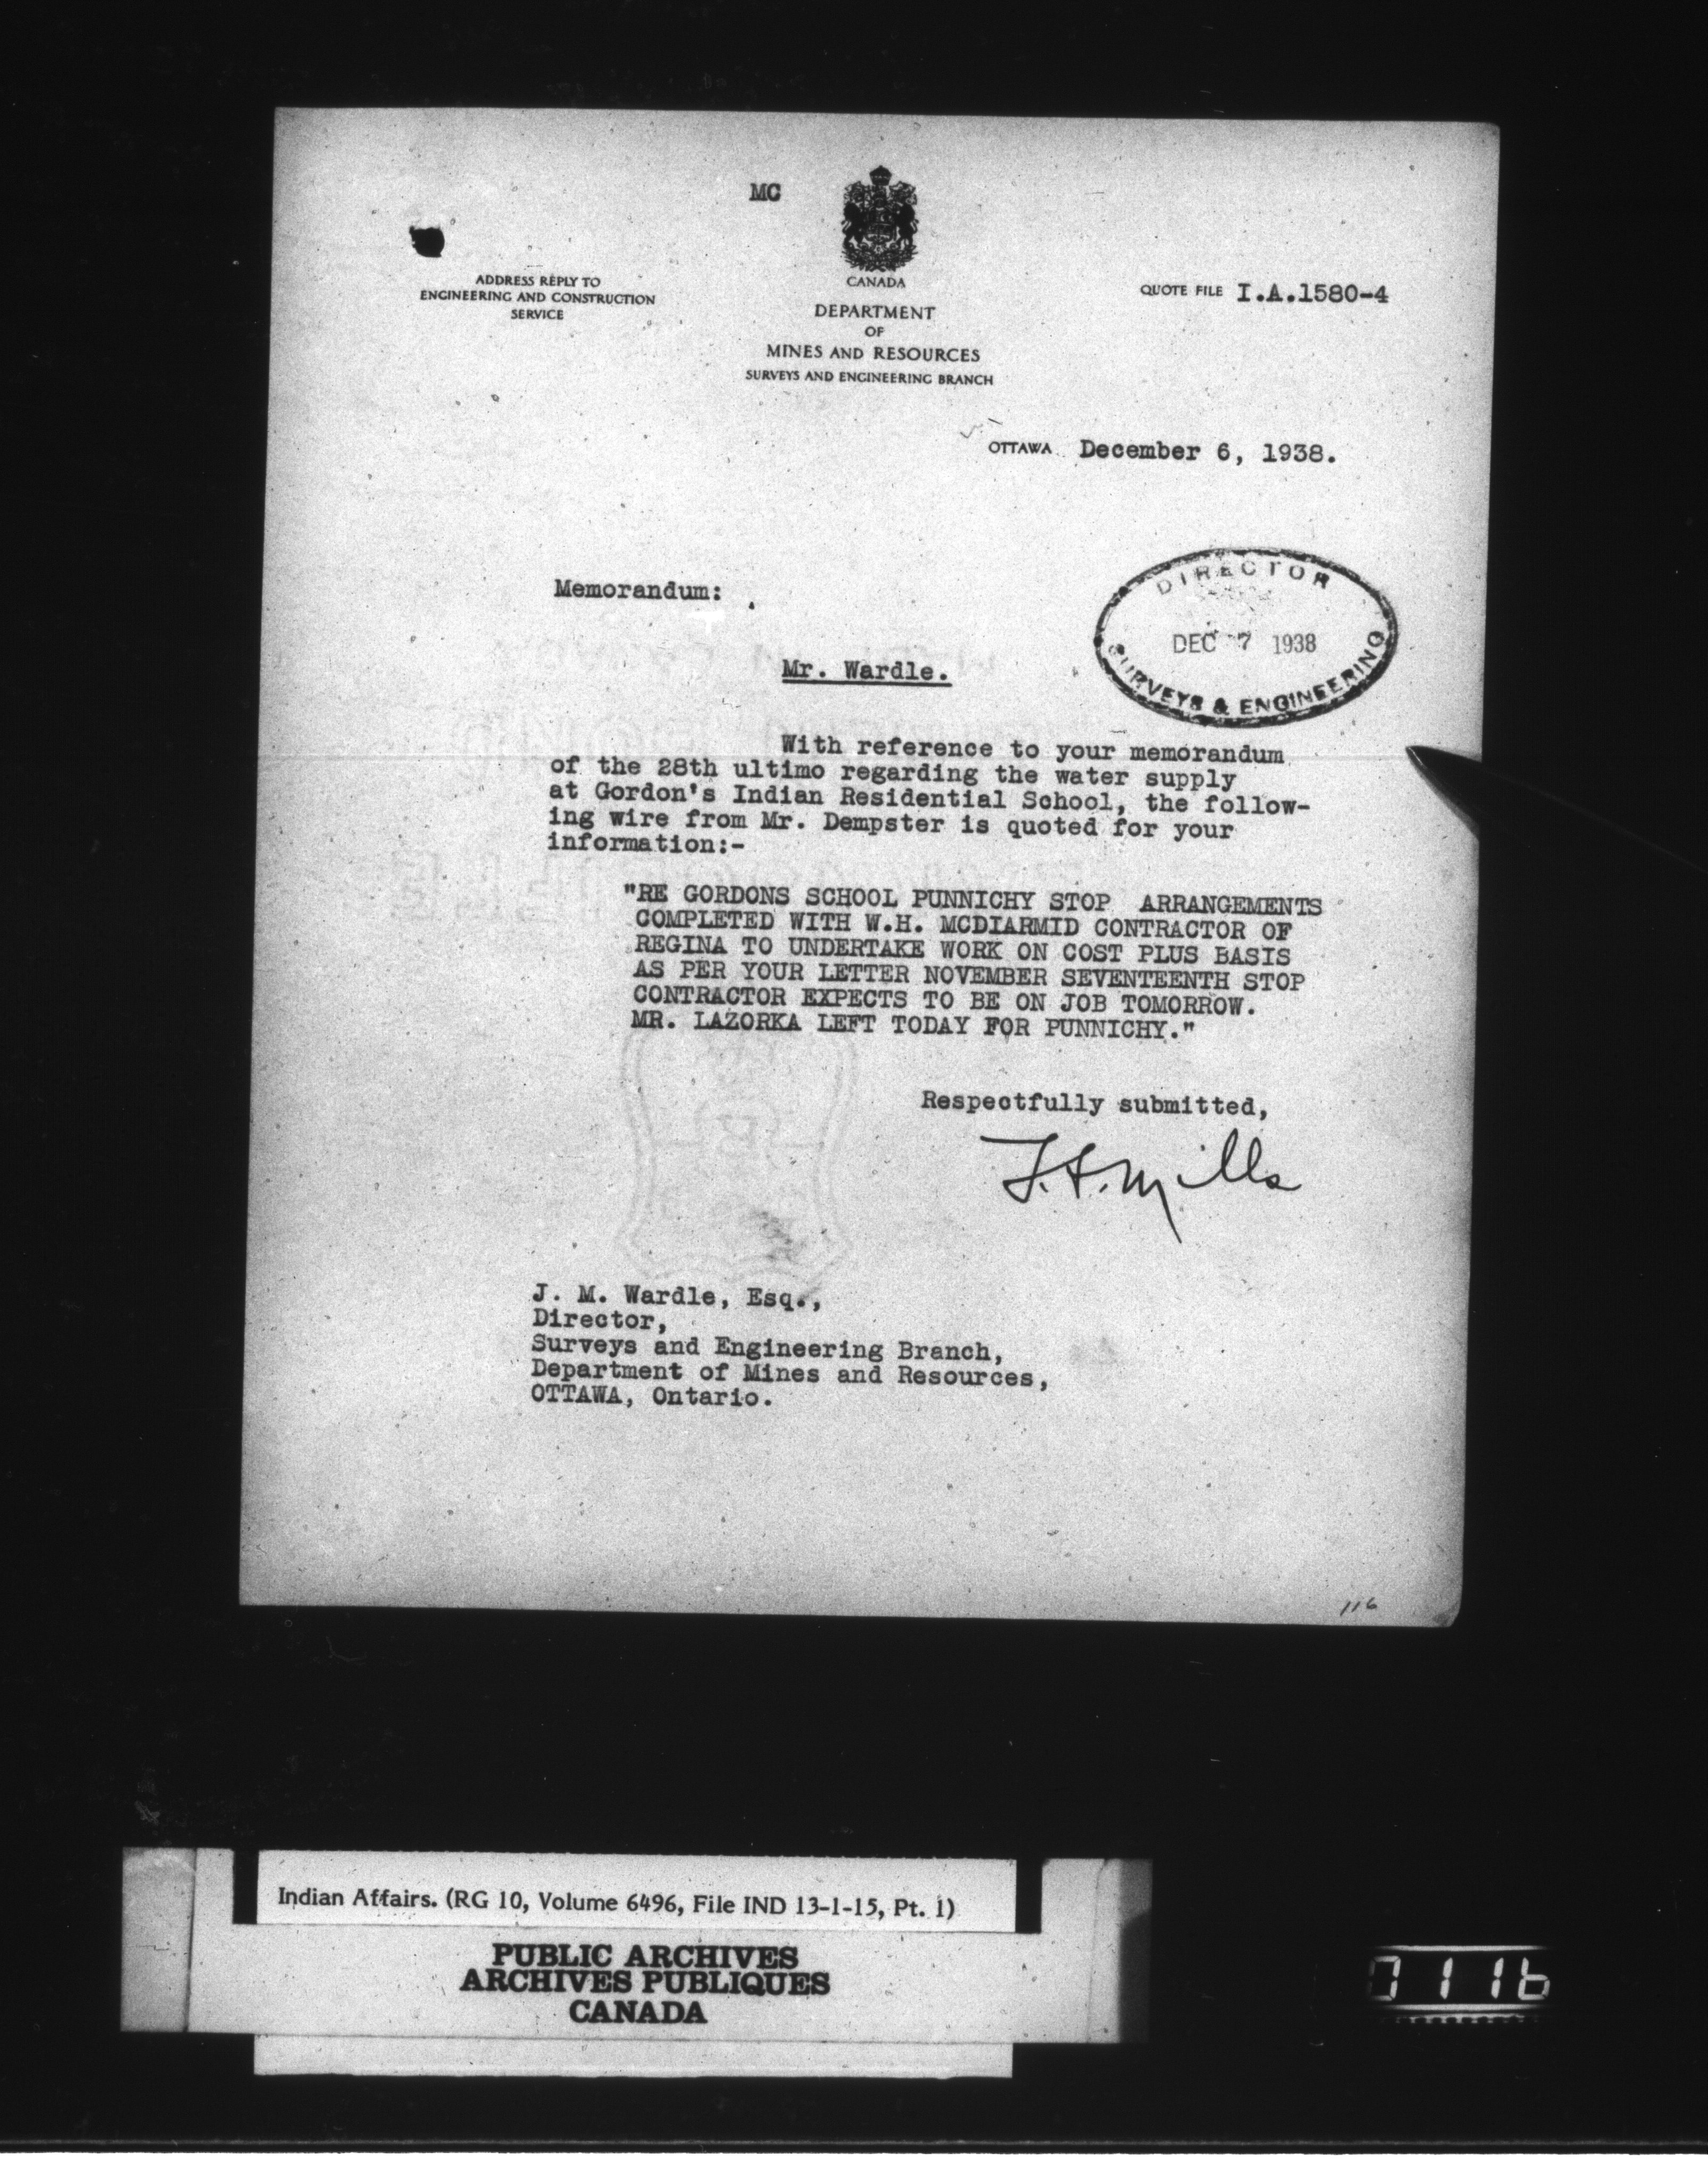 MC
ADDRESS REPLY TO
ENGINEERING AND CONSTRUCTION
SERVICE
CANADA
DEPARTMENT
OF
MINES AND RESOURCES
SURVEYS AND ENGINEERING BRANCH
QUOTE FILE I.A.1580-4
OTTAWA December 6, 1938.
Memorandum:
DIRECTOR
DEC 7 1938
SURVEYS & ENGINEERING
Mr. Wardle.
With reference to your memorandum
of the 28th ultimo regarding the water supply
at Gordon's Indian Residential School, the follow-
ing wire from Mr. Dempster is quoted for your
information:-
"RE GORDONS SCHOOL PUNNICHY STOP ARRANGEMENTS
COMPLETED WITH W.H. MCDIARMID CONTRACTOR OF
REGINA TO UNDERTAKE WORK ON COST PLUS BASIS
AS PER YOUR LETTER NOVEMBER SEVENTEENTH STOP
CONTRACTOR EXPECTS TO BE ON JOB TOMORROW.
MR. LAZORKA LEFT TODAY FOR PUNNICHY."
Respectfully submitted,
Mills
J. M. Wardle, Esq.,
Director,
Surveys and Engineering Branch,
Department of Mines and Resources,
OTTAWA, Ontario.
116
Indian Affairs. (RG 10, Volume 6496, File IND 13-1-15, Pt. 1)
PUBLIC ARCHIVES
ARCHIVES PUBLIQUES
CANADA
0116